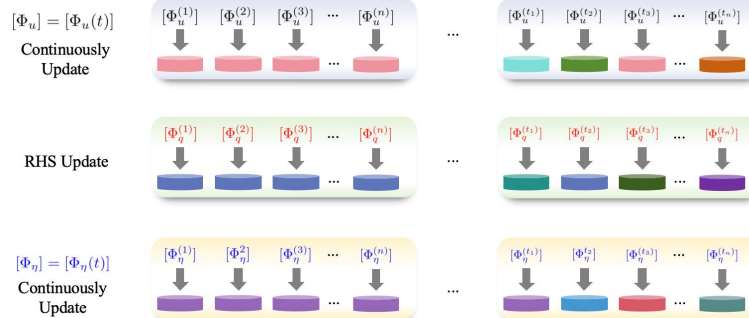 [Φ_u] = [Φ_u(t)]
Continuously
Update
[Φ_u^(1)] [Φ_u^(2)] [Φ_u^(3)] ... [Φ_u^(n)] ... [Φ_u^(t_1)] [Φ_u^(t_2)] [Φ_u^(t_3)] ... [Φ_u^(t_n)]
... ...
RHS Update
[Φ_q^(1)] [Φ_q^(2)] [Φ_q^(3)] ... [Φ_q^(n)] ... [Φ_q^(t_1)] [Φ_q^(t_2)] [Φ_q^(t_3)] ... [Φ_q^(t_n)]
... ...
[Φ_η] = [Φ_η(t)]
Continuously
Update
[Φ_η^(1)] [Φ_η^2] [Φ_η^(3)] ... [Φ_η^(n)] ... [Φ_η^(t_1)] [Φ_η^t_2] [Φ_η^(t_3)] ... [Φ_η^(t_n)]
... ...